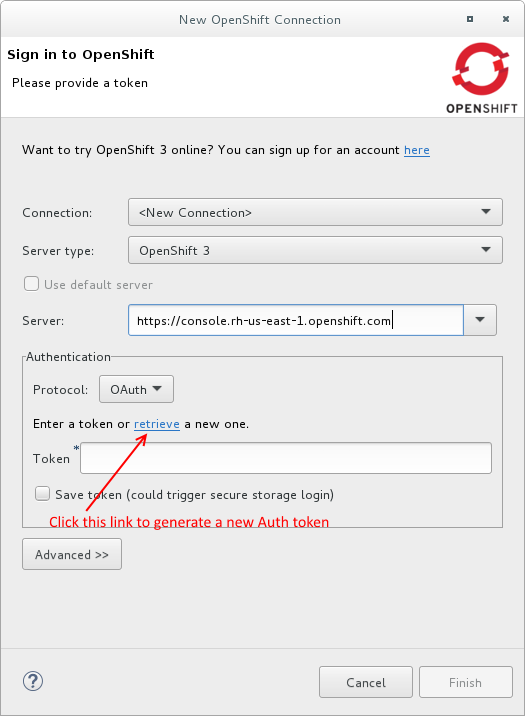 New OpenShift Connection
Sign in to OpenShift
Please provide a token
OPENSHIFT
Want to try OpenShift 3 online? You can sign up for an account here
Connection: <New Connection>
Server type: OpenShift 3
Use default server
Server: https://console.rh-us-east-1.openshift.com
Authentication
Protocol: OAuth
Enter a token or retrieve a new one.
Token *
Save token (could trigger secure storage login)
Click this link to generate a new Auth token
Advanced >>
?
Cancel Finish